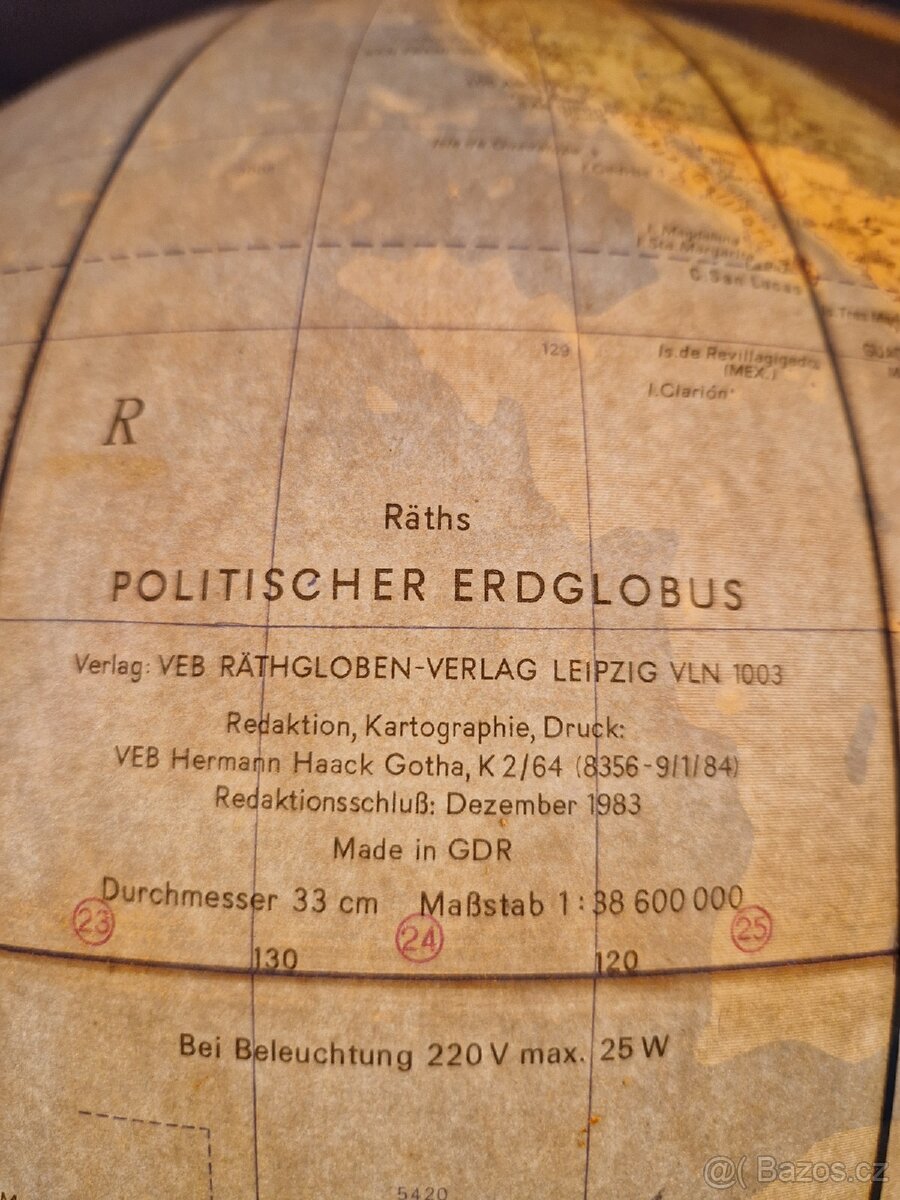 I. Magdalena
I. Sta. Margarita
C. San Lucas
129
Is. de Revillagigedo
(MEX.)
I. Clarión
R
Räths
POLITISCHER ERDGLOBUS
Verlag: VEB RÄTHGLOBEN-VERLAG LEIPZIG VLN 1003
Redaktion, Kartographie, Druck:
VEB Hermann Haack Gotha, K 2/64 (8356-9/1/84)
Redaktionsschluß: Dezember 1983
Made in GDR
Durchmesser 33 cm Maßstab 1:38 600 000
23 24 25
130 120
Bei Beleuchtung 220 V max. 25 W
5420
@( Bazos.cz